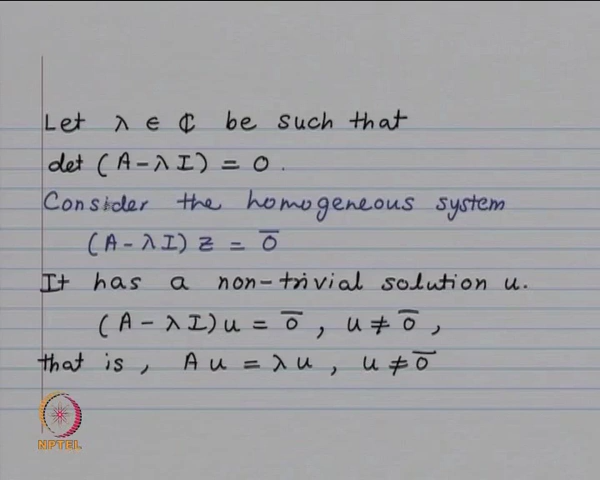 Let λ ∈ ℂ be such that
det (A - λI) = 0.
Consider the homogeneous system
(A - λI) z = 0̅
It has a non-trivial solution u.
(A - λI)u = 0̅ , u ≠ 0̅ ,
that is , A u = λu , u ≠ 0̅
NPTEL